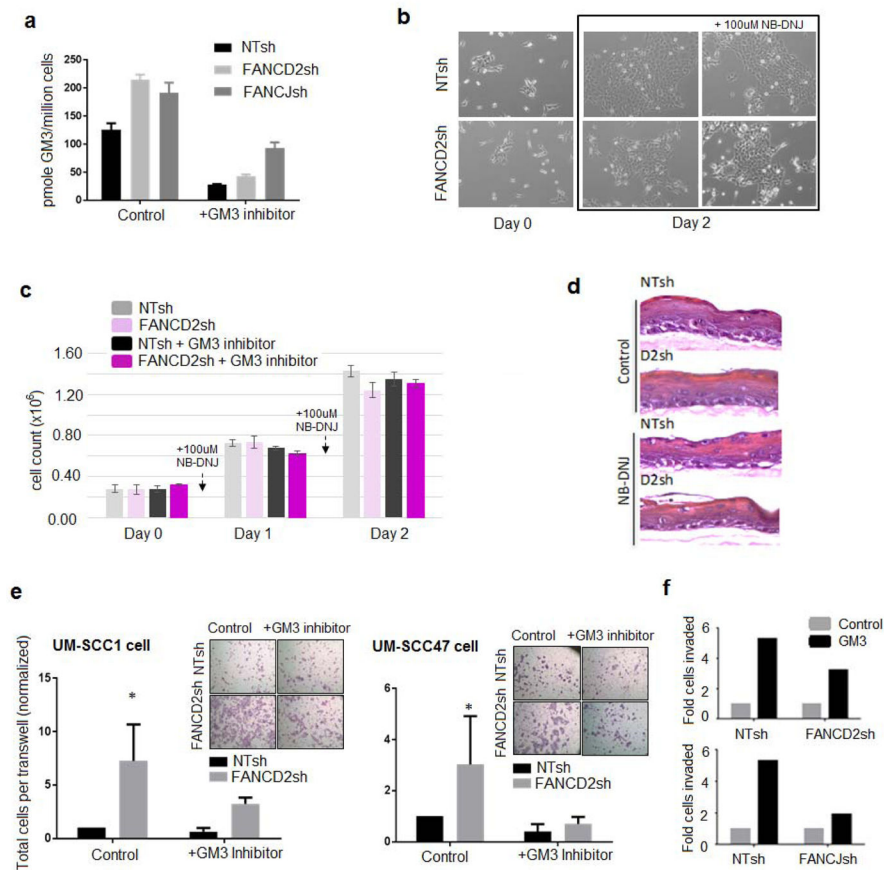 a
NTsh
FANCD2sh
FANCJsh
pmole GM3/million cells
250
200
150
100
50
0
Control
+GM3 inhibitor
b
+ 100uM NB-DNJ
NTsh
FANCD2sh
Day 0
Day 2
c
NTsh
FANCD2sh
NTsh + GM3 inhibitor
FANCD2sh + GM3 inhibitor
cell count (x10⁶)
1.60
1.20
0.80
0.40
0.00
+100uM
NB-DNJ
+100uM
NB-DNJ
Day 0
Day 1
Day 2
d
Control
NTsh
D2sh
NB-DNJ
NTsh
D2sh
e
UM-SCC1 cell
Control
+GM3 inhibitor
NTsh
FANCD2sh
Total cells per transwell (normalized)
15
10
5
0
*
NTsh
FANCD2sh
Control
+GM3 Inhibitor
UM-SCC47 cell
Control
+GM3 inhibitor
NTsh
FANCD2sh
6
4
2
0
*
NTsh
FANCD2sh
Control
+GM3 Inhibitor
f
Control
GM3
Fold cells invaded
6
4
2
0
NTsh
FANCD2sh
Fold cells invaded
6
4
2
0
NTsh
FANCJsh